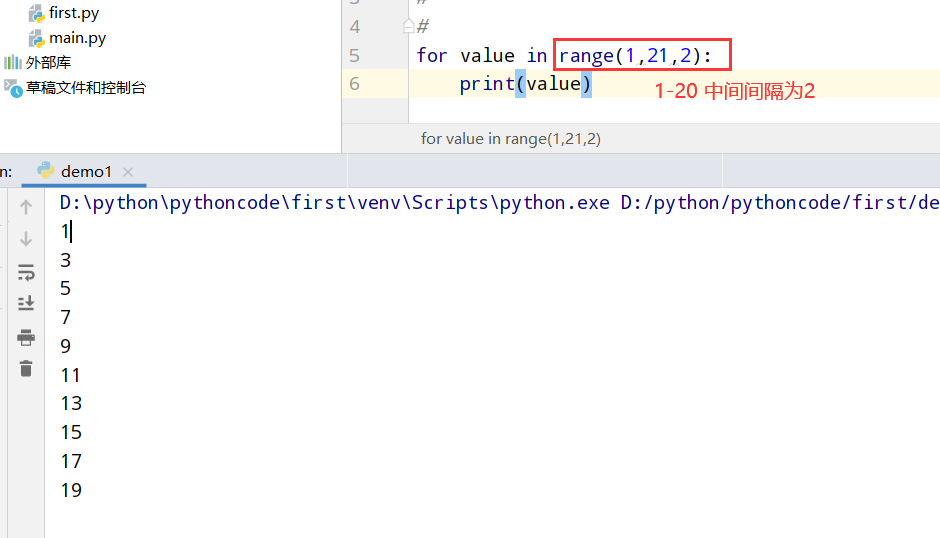 first.py
main.py
外部库
草稿文件和控制台
3 #
4 #
5 for value in range(1,21,2):
6 print(value)
1-20 中间间隔为2
for value in range(1,21,2)
n: demo1
D:\python\pythoncode\first\venv\Scripts\python.exe D:/python/pythoncode/first/de
1
3
5
7
9
11
13
15
17
19